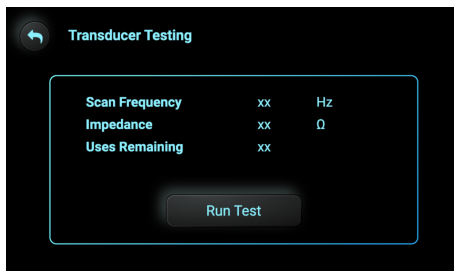 Transducer Testing
Scan Frequency xx Hz
Impedance xx Ω
Uses Remaining xx
Run Test